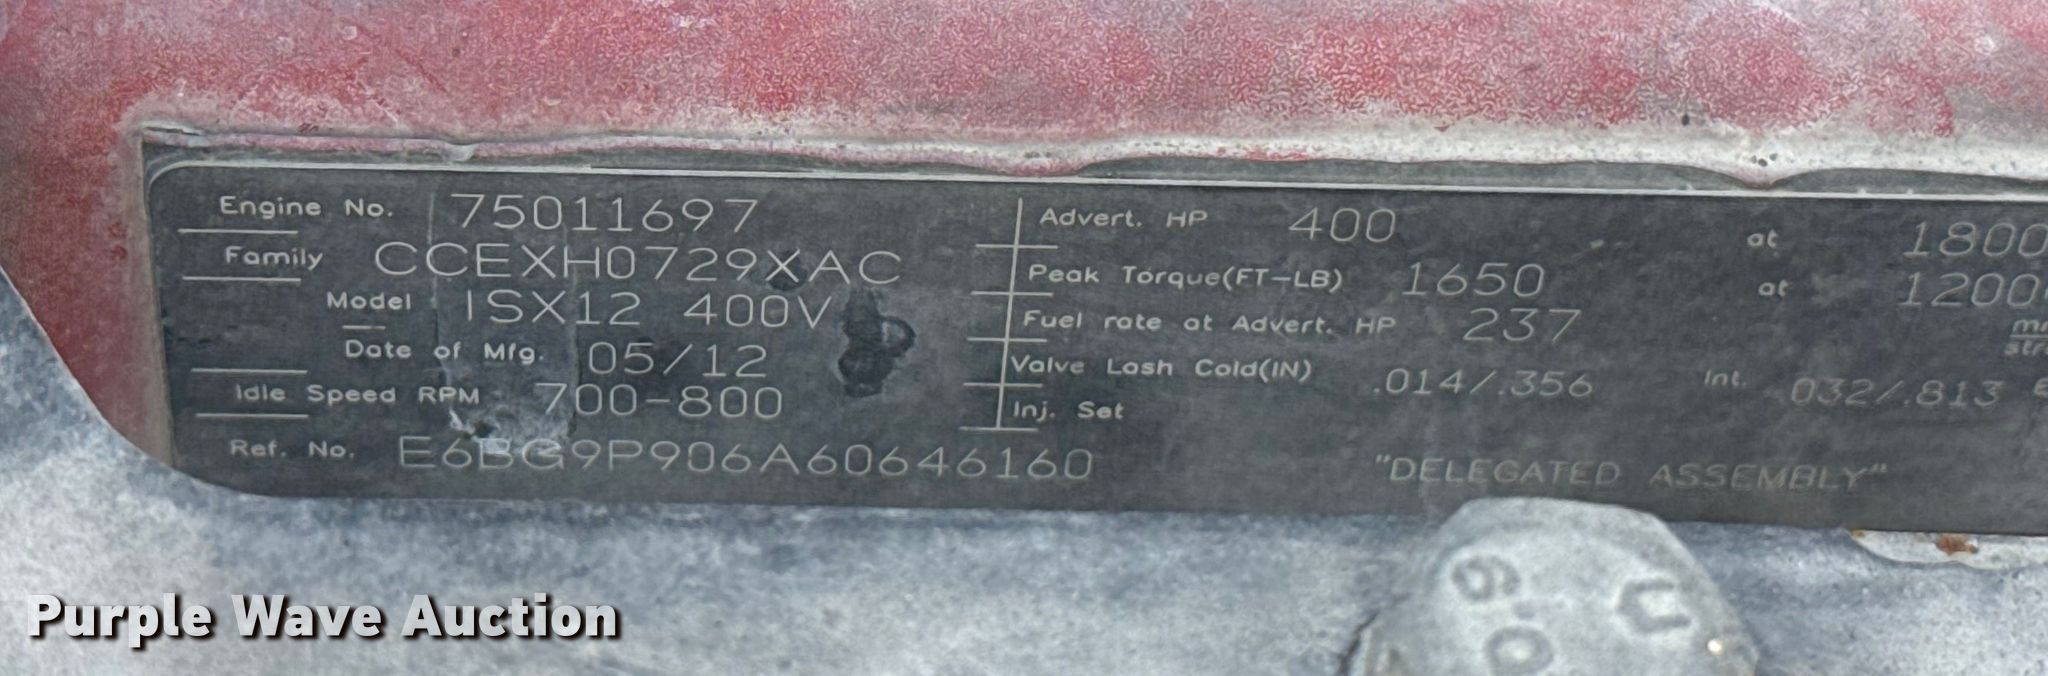 Engine No. 75011697
Family CCEXH0729XAC
Model ISX12 400V
Date of Mfg. 05/12
Idle Speed RPM 700-800
Ref. No. E6BG9P906A60646160
Advert. HP 400 at 1800
Peak Torque(FT-LB) 1650 at 1200
Fuel rate at Advert. HP 237
Valve Lash Cold(IN) .014/.356 Int. .032/.813
Inj. Set
"DELEGATED ASSEMBLY"
Purple Wave Auction